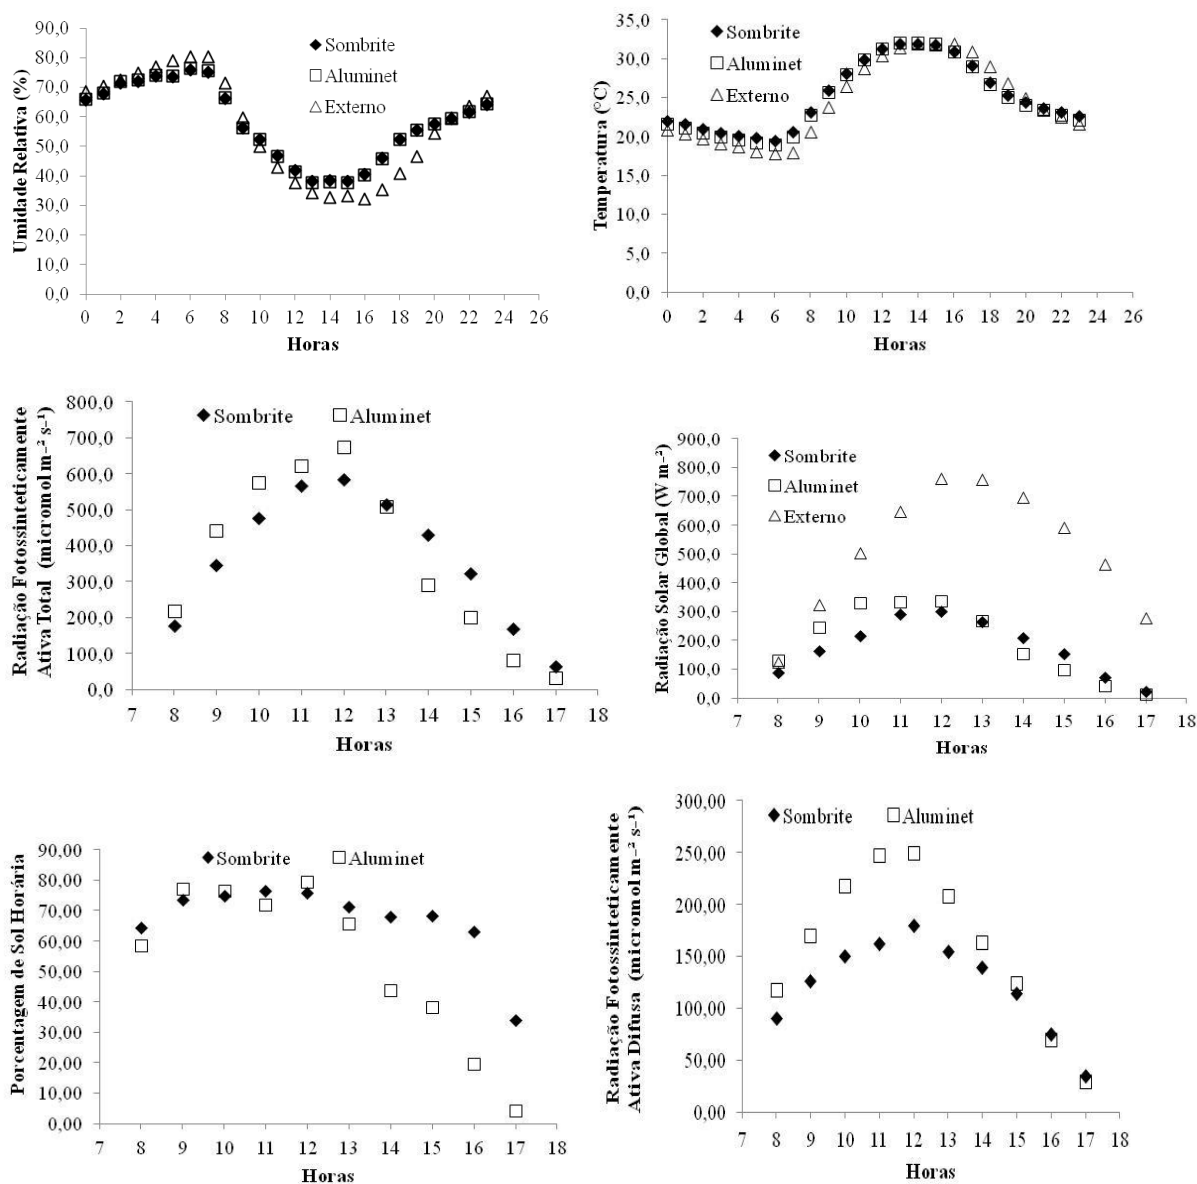 Umidade Relativa (%)
90,0
80,0
70,0
60,0
50,0
40,0
30,0
20,0
10,0
0,0
Sombrite
Aluminet
Externo
0 2 4 6 8 10 12 14 16 18 20 22 24 26
Horas
Temperatura (°C)
35,0
30,0
25,0
20,0
15,0
10,0
5,0
0,0
Sombrite
Aluminet
Externo
0 2 4 6 8 10 12 14 16 18 20 22 24 26
Horas
Radiação Fotossinteticamente
Ativa Total (micromol m⁻² s⁻¹)
800,0
700,0
600,0
500,0
400,0
300,0
200,0
100,0
0,0
Sombrite Aluminet
7 8 9 10 11 12 13 14 15 16 17 18
Horas
Radiação Solar Global (W m⁻²)
900,0
800,0
700,0
600,0
500,0
400,0
300,0
200,0
100,0
0,0
Sombrite
Aluminet
Externo
7 8 9 10 11 12 13 14 15 16 17 18
Horas
Porcentagem de Sol Horária
90,00
80,00
70,00
60,00
50,00
40,00
30,00
20,00
10,00
0,00
Sombrite Aluminet
7 8 9 10 11 12 13 14 15 16 17 18
Horas
Radiação Fotossinteticamente
Ativa Difusa (micromol m⁻² s⁻¹)
300,00
250,00
200,00
150,00
100,00
50,00
0,00
Sombrite Aluminet
7 8 9 10 11 12 13 14 15 16 17 18
Horas